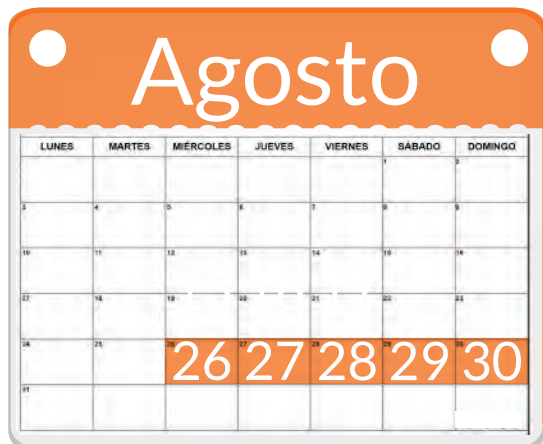 Agosto
LUNES MARTES MIÉRCOLES JUEVES VIERNES SÁBADO DOMINGO
1 2
3 4 5 6 7 8 9
10 11 12 13 14 15 16
17 18 19 20 21 22 23
24 25 26 27 28 29 30
31